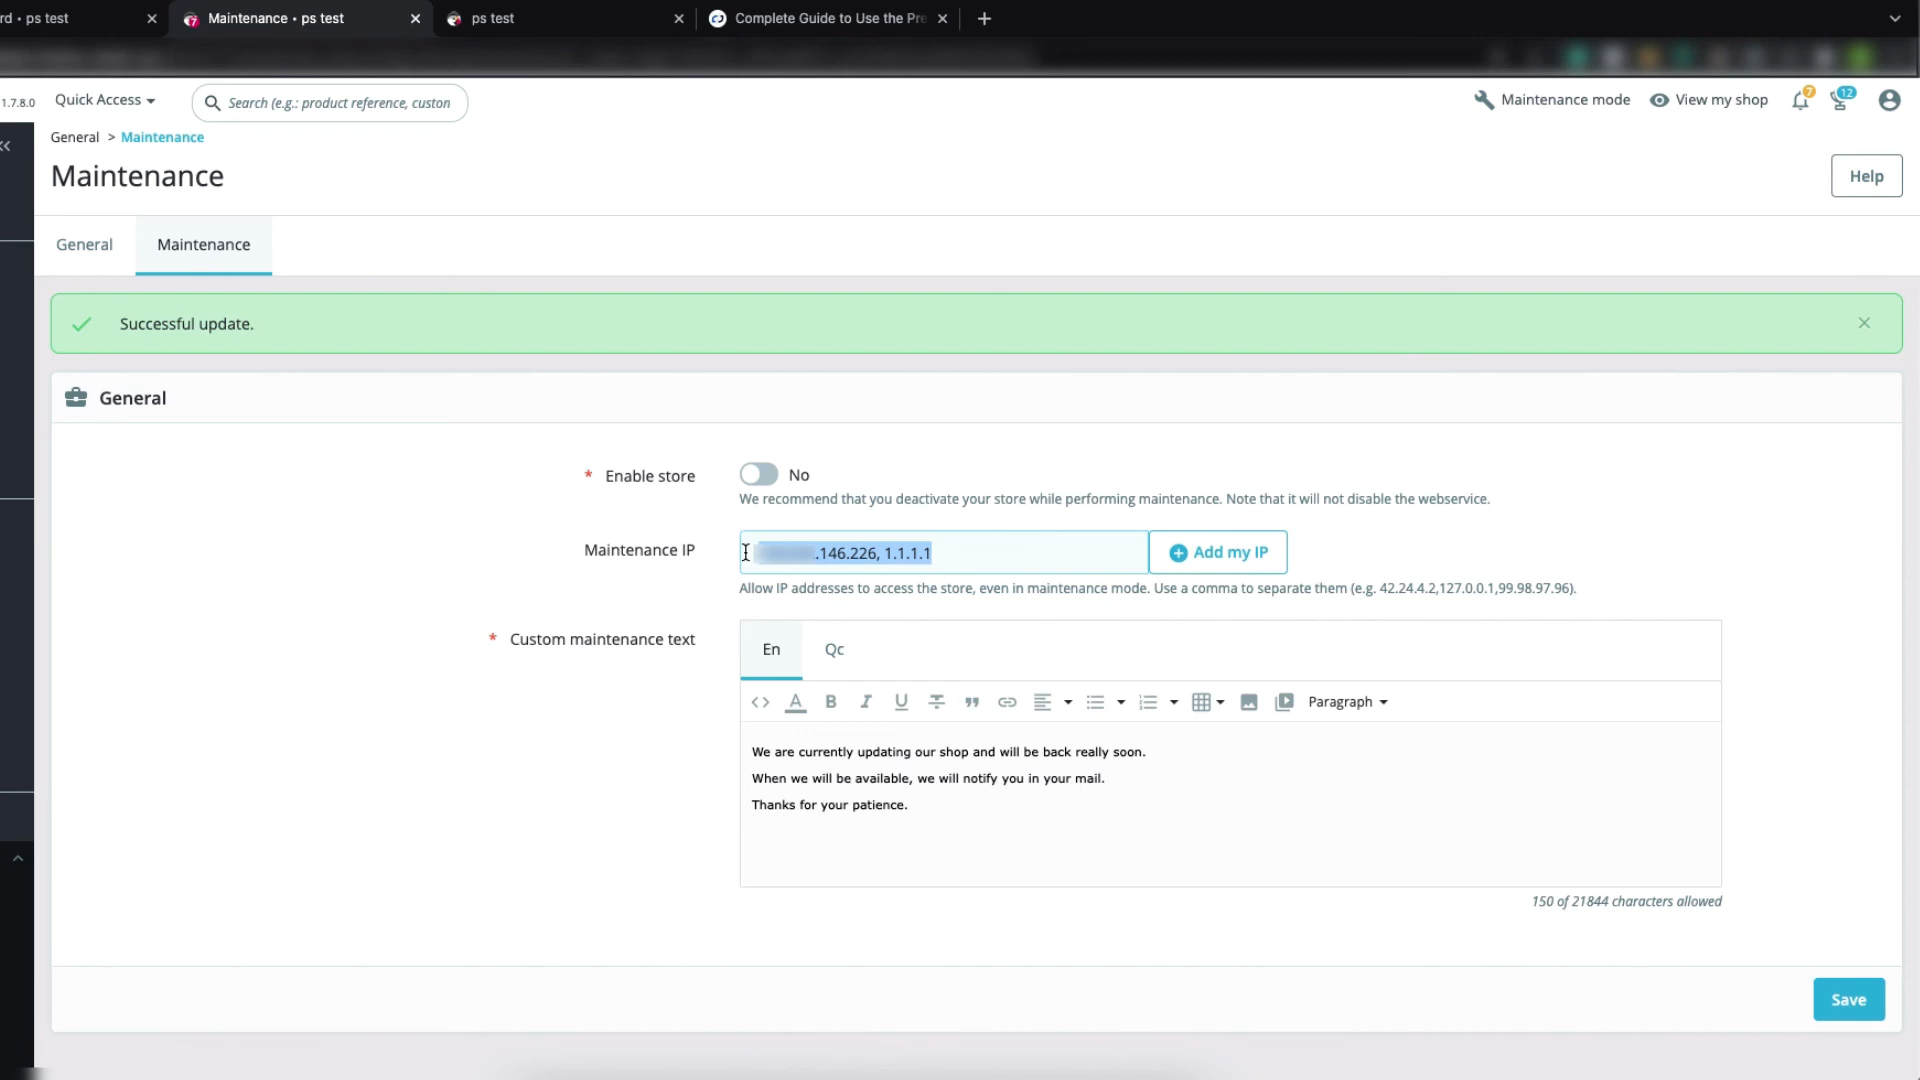 rd • ps test
Maintenance • ps test
ps test
Complete Guide to Use the Pre
1.7.8.0
Quick Access
Search (e.g.: product reference, custon
Maintenance mode
View my shop
7
12
General > Maintenance
Maintenance
Help
General
Maintenance
Successful update.
General
* Enable store
No
We recommend that you deactivate your store while performing maintenance. Note that it will not disable the webservice.
Maintenance IP
.146.226, 1.1.1.1
Add my IP
Allow IP addresses to access the store, even in maintenance mode. Use a comma to separate them (e.g. 42.24.4.2,127.0.0.1,99.98.97.96).
* Custom maintenance text
En
Qc
Paragraph
We are currently updating our shop and will be back really soon.
When we will be available, we will notify you in your mail.
Thanks for your patience.
150 of 21844 characters allowed
Save